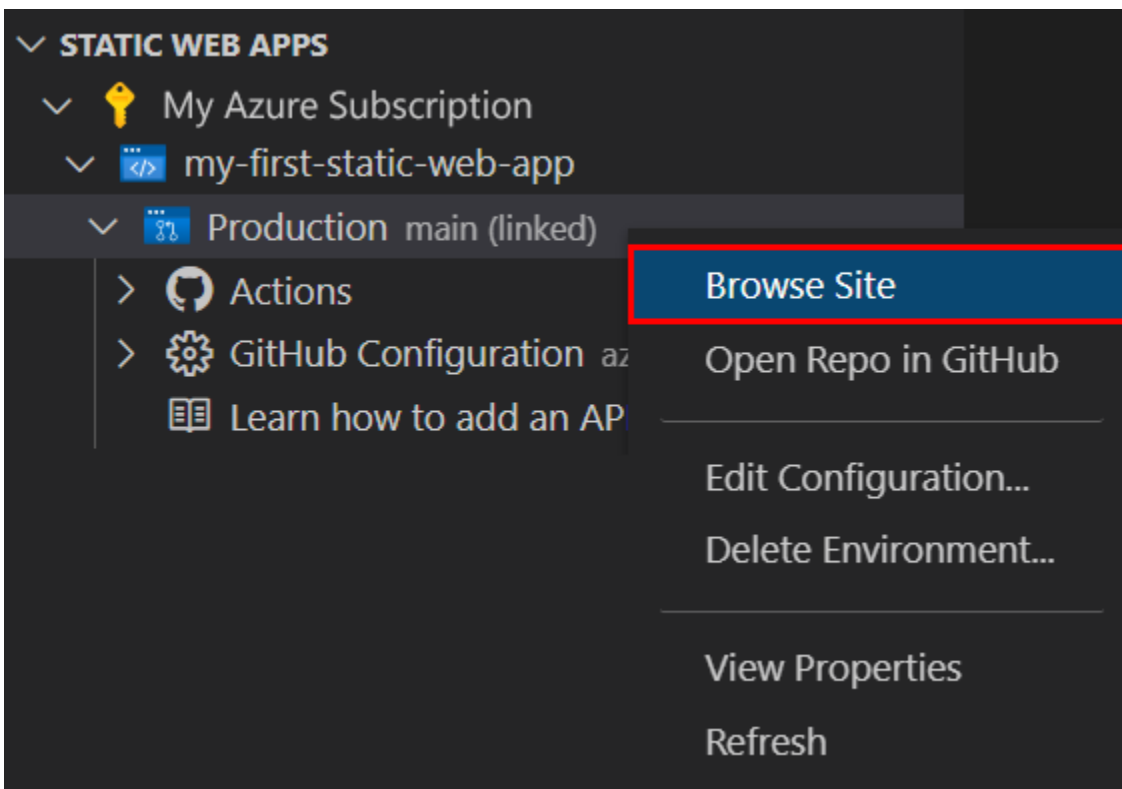 STATIC WEB APPS
My Azure Subscription
my-first-static-web-app
Production main (linked)
Actions
GitHub Configuration
Learn how to add an AP
Browse Site
Open Repo in GitHub
Edit Configuration...
Delete Environment...
View Properties
Refresh